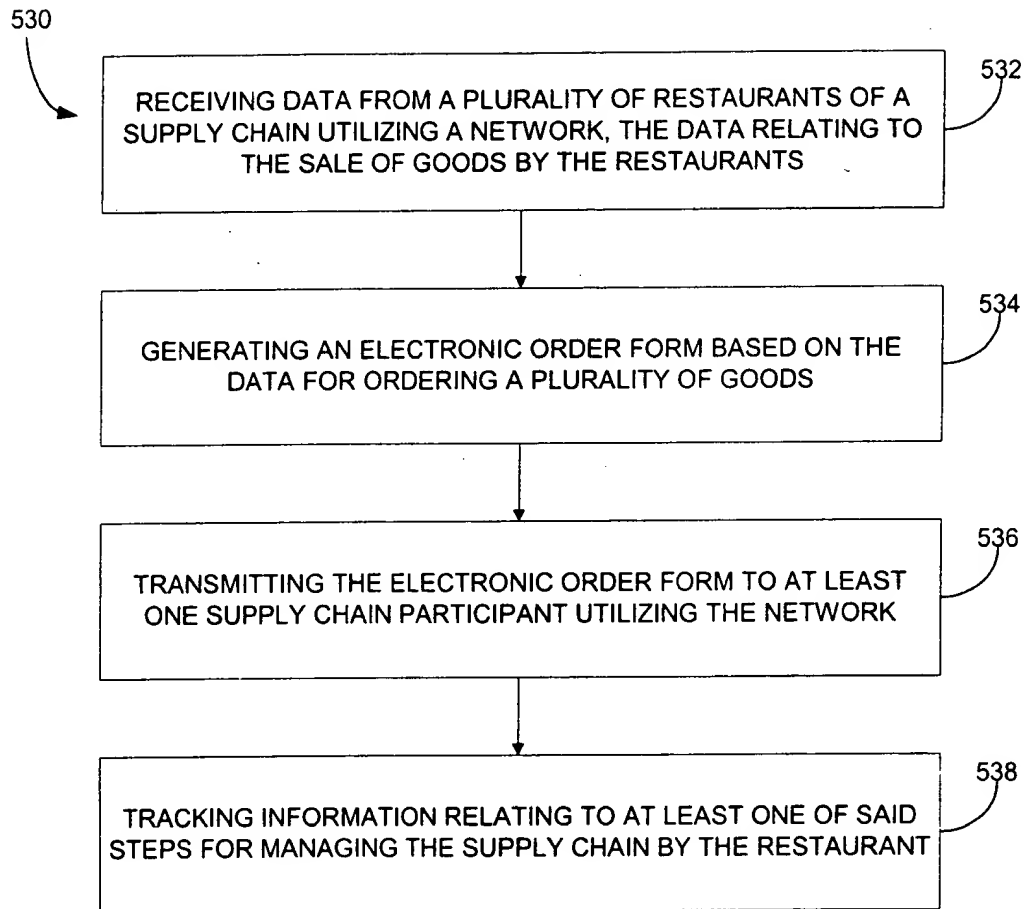 530
532
RECEIVING DATA FROM A PLURALITY OF RESTAURANTS OF A
SUPPLY CHAIN UTILIZING A NETWORK, THE DATA RELATING TO
THE SALE OF GOODS BY THE RESTAURANTS
534
GENERATING AN ELECTRONIC ORDER FORM BASED ON THE
DATA FOR ORDERING A PLURALITY OF GOODS
536
TRANSMITTING THE ELECTRONIC ORDER FORM TO AT LEAST
ONE SUPPLY CHAIN PARTICIPANT UTILIZING THE NETWORK
538
TRACKING INFORMATION RELATING TO AT LEAST ONE OF SAID
STEPS FOR MANAGING THE SUPPLY CHAIN BY THE RESTAURANT